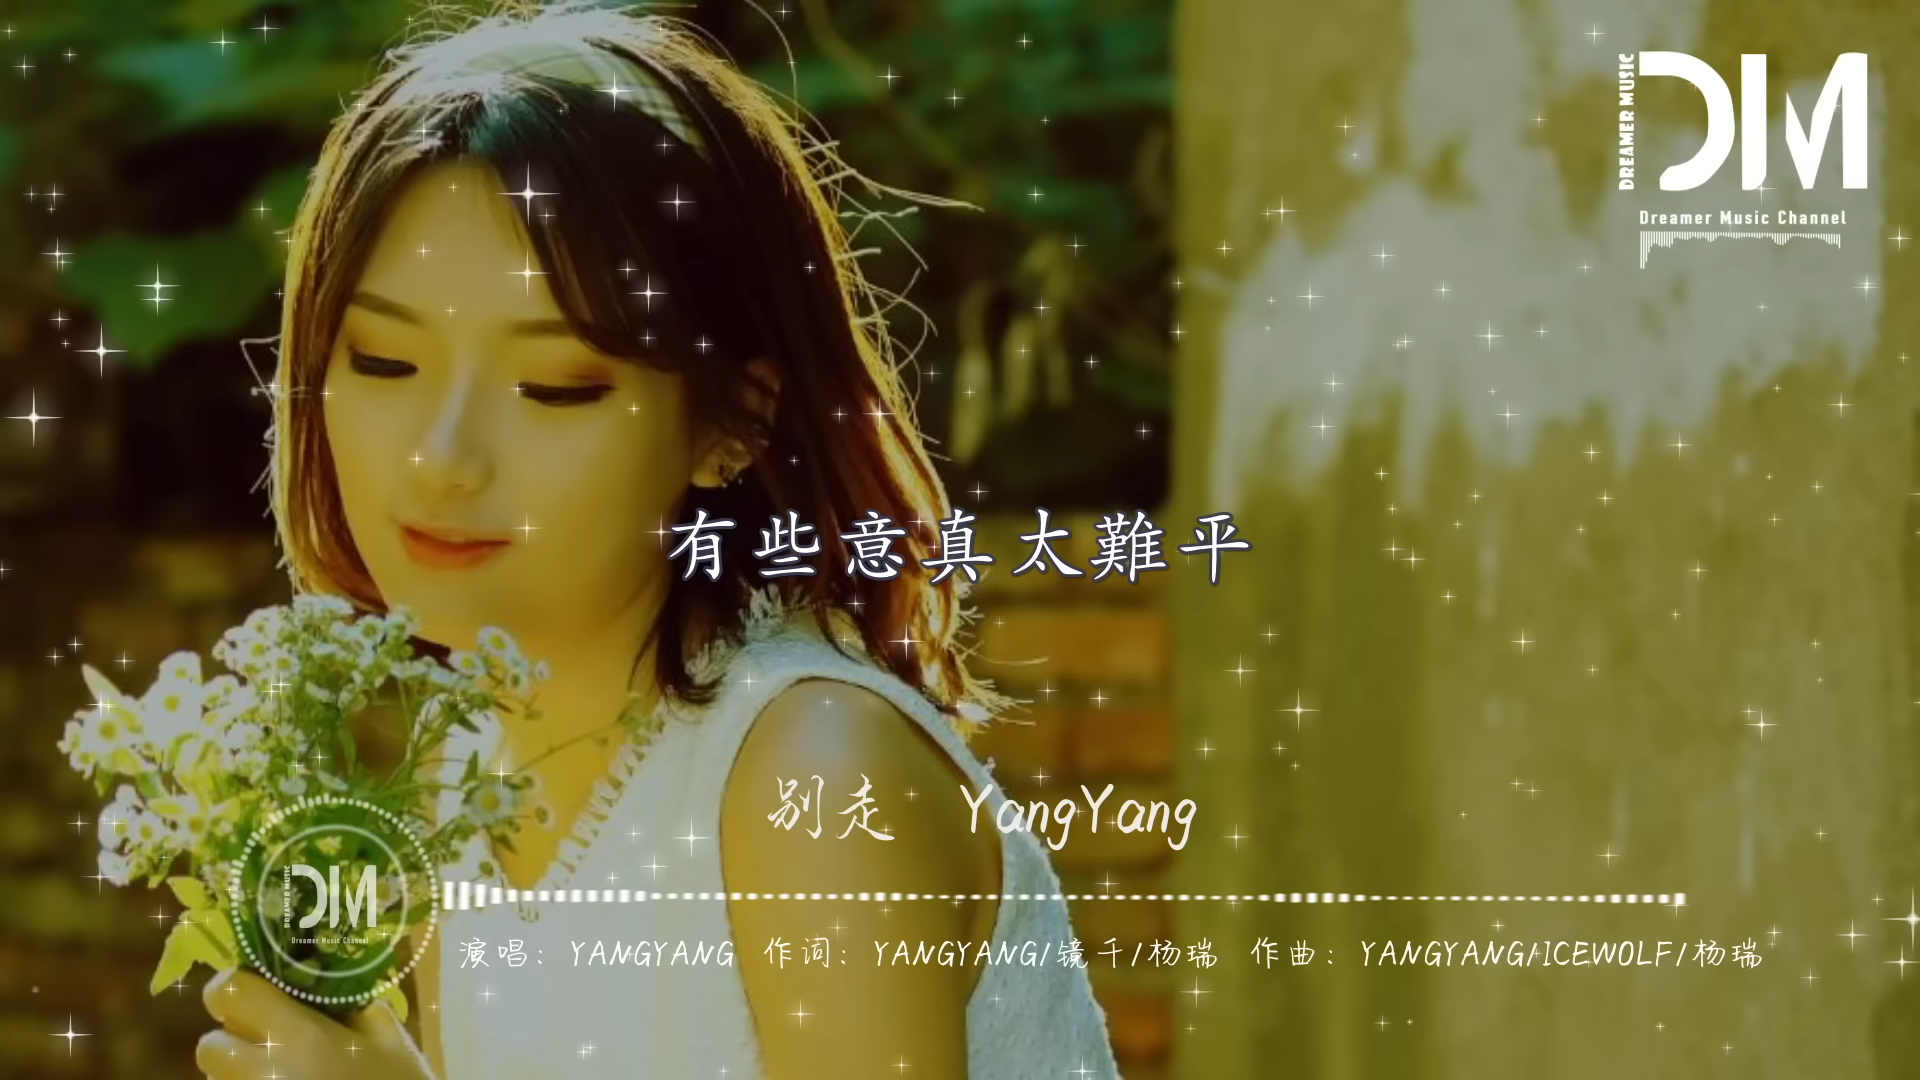 DREAMER MUSIC
DM
Dreamer Music Channel
有些意真太難平
别走 YangYang
DREAMER MUSIC
DM
Dreamer Music Channel
演唱：YANGYANG 作词：YANGYANG/镜千/杨瑞 作曲：YANGYANG/ICEWOLF/杨瑞